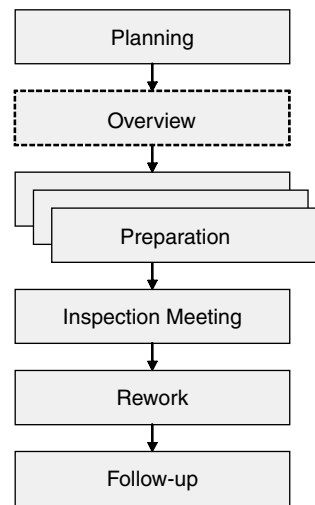 Planning
Overview
Preparation
Inspection Meeting
Rework
Follow-up